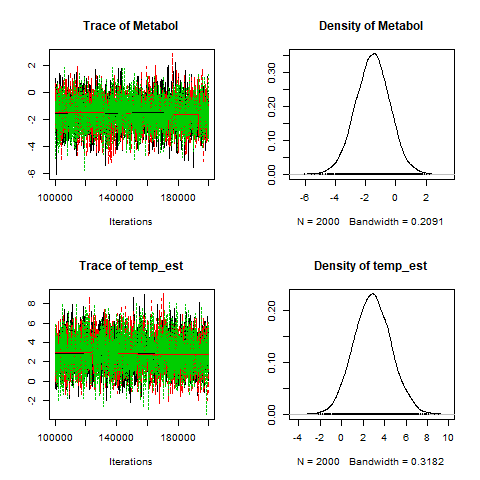 Trace of Metabol
2
0
-2
-4
-6
100000 140000 180000
Iterations
Density of Metabol
0.30
0.20
0.10
0.00
-6 -4 -2 0 2
N = 2000 Bandwidth = 0.2091
Trace of temp_est
8
6
4
2
0
-2
100000 140000 180000
Iterations
Density of temp_est
0.20
0.10
0.00
-4 -2 0 2 4 6 8 10
N = 2000 Bandwidth = 0.3182